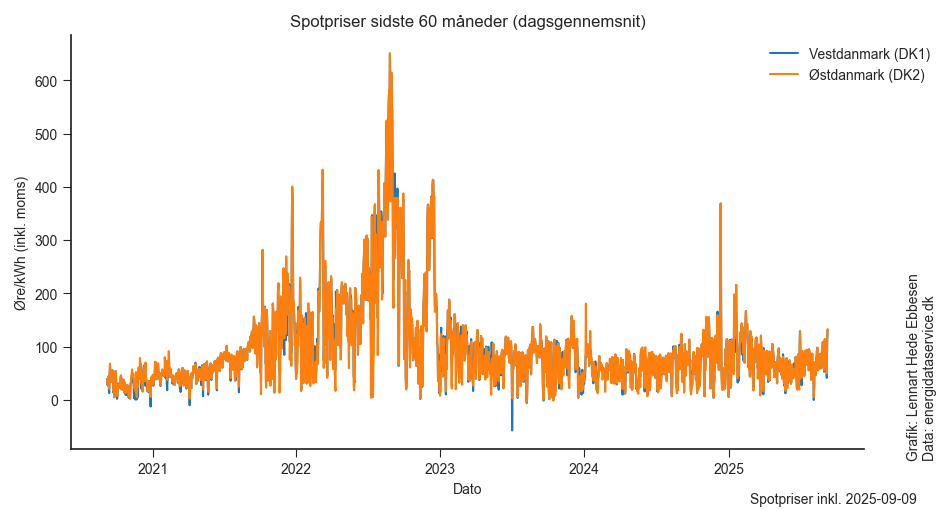 Spotpriser sidste 60 måneder (dagsgennemsnit)
Vestdanmark (DK1)
Østdanmark (DK2)
Øre/kWh (inkl. moms)
600
500
400
300
200
100
0
2021
2022
2023
2024
2025
Dato
Grafik: Lennart Hede Ebbesen
Data: energidataservice.dk
Spotpriser inkl. 2025-09-09